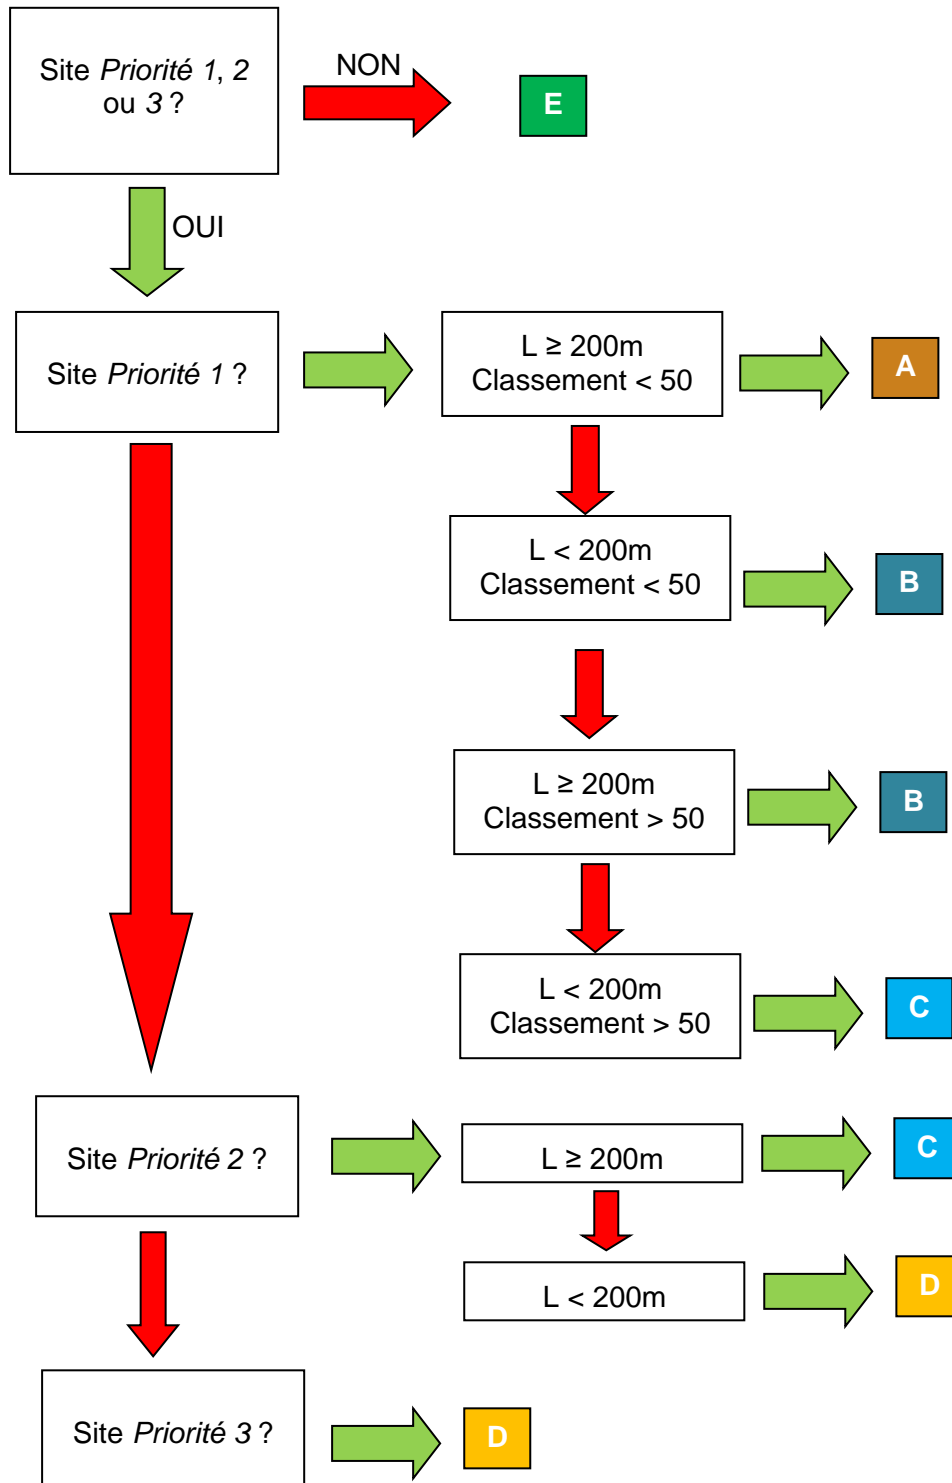 Site Priorité 1, 2
ou 3 ?
NON
E
OUI
Site Priorité 1 ?
L ≥ 200m
Classement < 50
A
L < 200m
Classement < 50
B
L ≥ 200m
Classement > 50
B
L < 200m
Classement > 50
C
Site Priorité 2 ?
L ≥ 200m
C
L < 200m
D
Site Priorité 3 ?
D